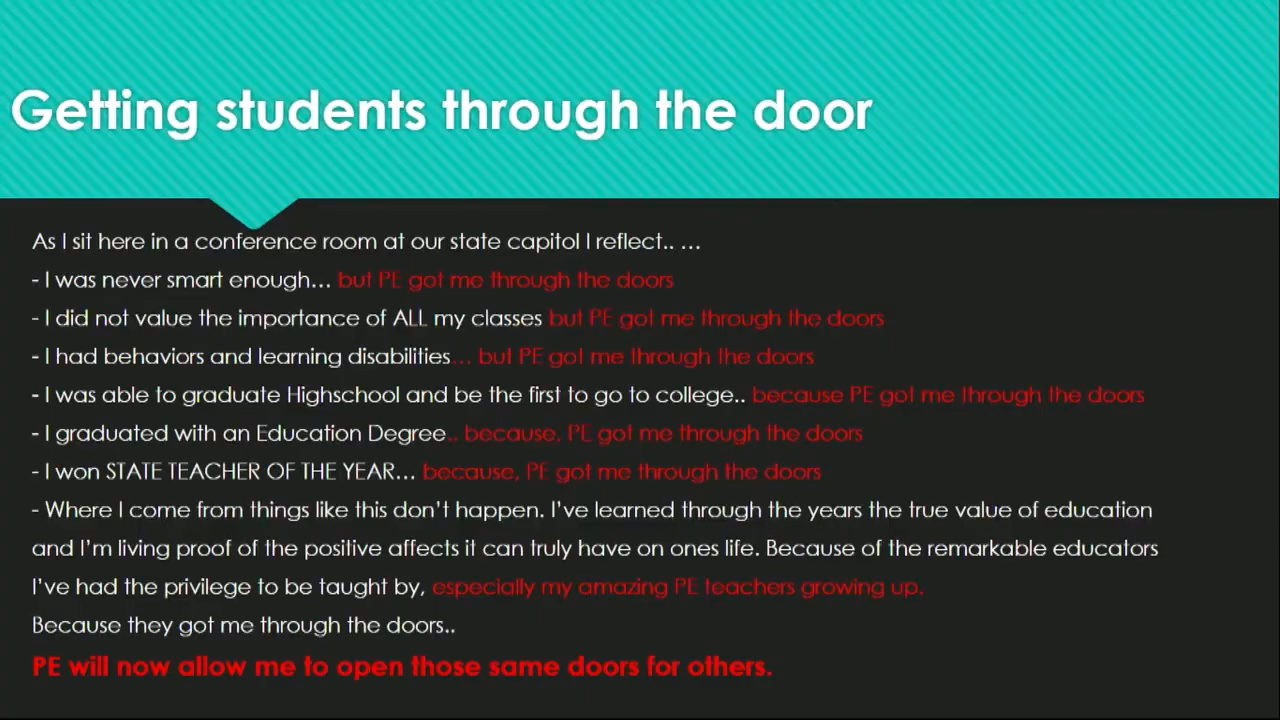 Getting students through the door
As I sit here in a conference room at our state capitol I reflect.. ...
- I was never smart enough... but PE got me through the doors
- I did not value the importance of ALL my classes but PE got me through the doors
- I had behaviors and learning disabilities... but PE got me through the doors
- I was able to graduate Highschool and be the first to go to college.. because PE got me through the doors
- I graduated with an Education Degree.. because, PE got me through the doors
- I won STATE TEACHER OF THE YEAR... because, PE got me through the doors
- Where I come from things like this don't happen. I've learned through the years the true value of education
and I'm living proof of the positive affects it can truly have on ones life. Because of the remarkable educators
I've had the privilege to be taught by, especially my amazing PE teachers growing up.
Because they got me through the doors..
PE will now allow me to open those same doors for others.